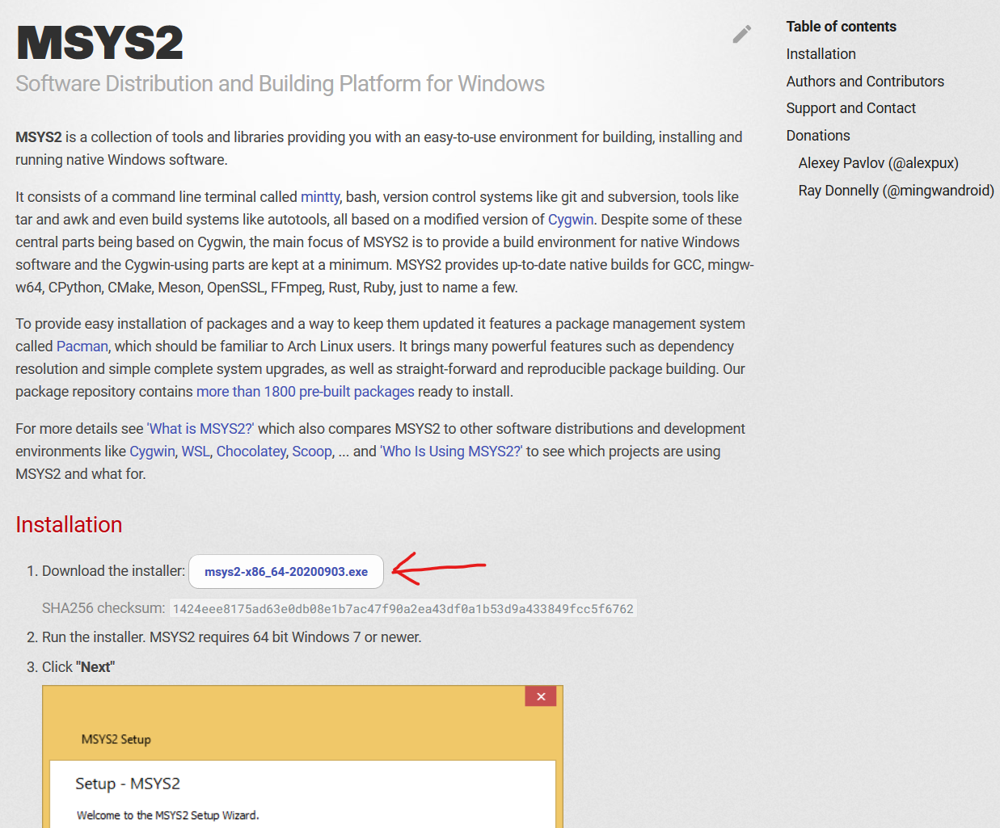 MSYS2
Software Distribution and Building Platform for Windows
MSYS2 is a collection of tools and libraries providing you with an easy-to-use environment for building, installing and
running native Windows software.
It consists of a command line terminal called mintty, bash, version control systems like git and subversion, tools like
tar and awk and even build systems like autotools, all based on a modified version of Cygwin. Despite some of these
central parts being based on Cygwin, the main focus of MSYS2 is to provide a build environment for native Windows
software and the Cygwin-using parts are kept at a minimum. MSYS2 provides up-to-date native builds for GCC, mingw-
w64, CPython, CMake, Meson, OpenSSL, FFmpeg, Rust, Ruby, just to name a few.
To provide easy installation of packages and a way to keep them updated it features a package management system
called Pacman, which should be familiar to Arch Linux users. It brings many powerful features such as dependency
resolution and simple complete system upgrades, as well as straight-forward and reproducible package building. Our
package repository contains more than 1800 pre-built packages ready to install.
For more details see 'What is MSYS2?' which also compares MSYS2 to other software distributions and development
environments like Cygwin, WSL, Chocolatey, Scoop, ... and 'Who Is Using MSYS2?' to see which projects are using
MSYS2 and what for.
Installation
1. Download the installer: msys2-x86_64-20200903.exe
SHA256 checksum: 1424eee8175ad63e0db08e1b7ac47f90a2ea43df0a1b53d9a433849fcc5f6762
2. Run the installer. MSYS2 requires 64 bit Windows 7 or newer.
3. Click "Next"
MSYS2 Setup
Setup - MSYS2
Welcome to the MSYS2 Setup Wizard.
Table of contents
Installation
Authors and Contributors
Support and Contact
Donations
Alexey Pavlov (@alexpux)
Ray Donnelly (@mingwandroid)